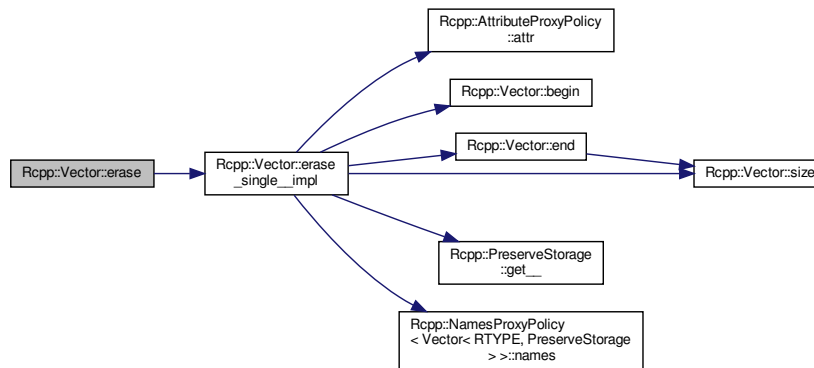 Rcpp::AttributeProxyPolicy
::attr
Rcpp::Vector::begin
Rcpp::Vector::end
Rcpp::Vector::erase
Rcpp::Vector::erase
_single__impl
Rcpp::Vector::size
Rcpp::PreserveStorage
::get__
Rcpp::NamesProxyPolicy
< Vector< RTYPE, PreserveStorage
> >::names